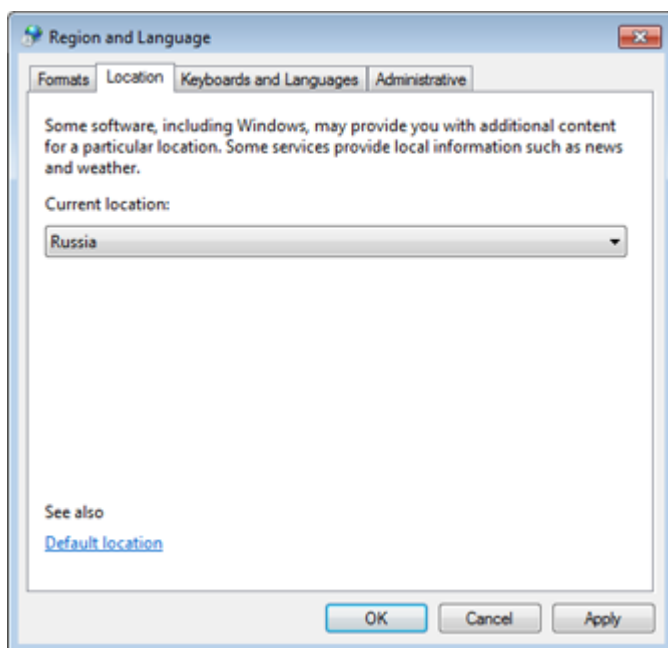 Region and Language
Formats Location Keyboards and Languages Administrative
Some software, including Windows, may provide you with additional content
for a particular location. Some services provide local information such as news
and weather.
Current location:
Russia
See also
Default location
OK Cancel Apply